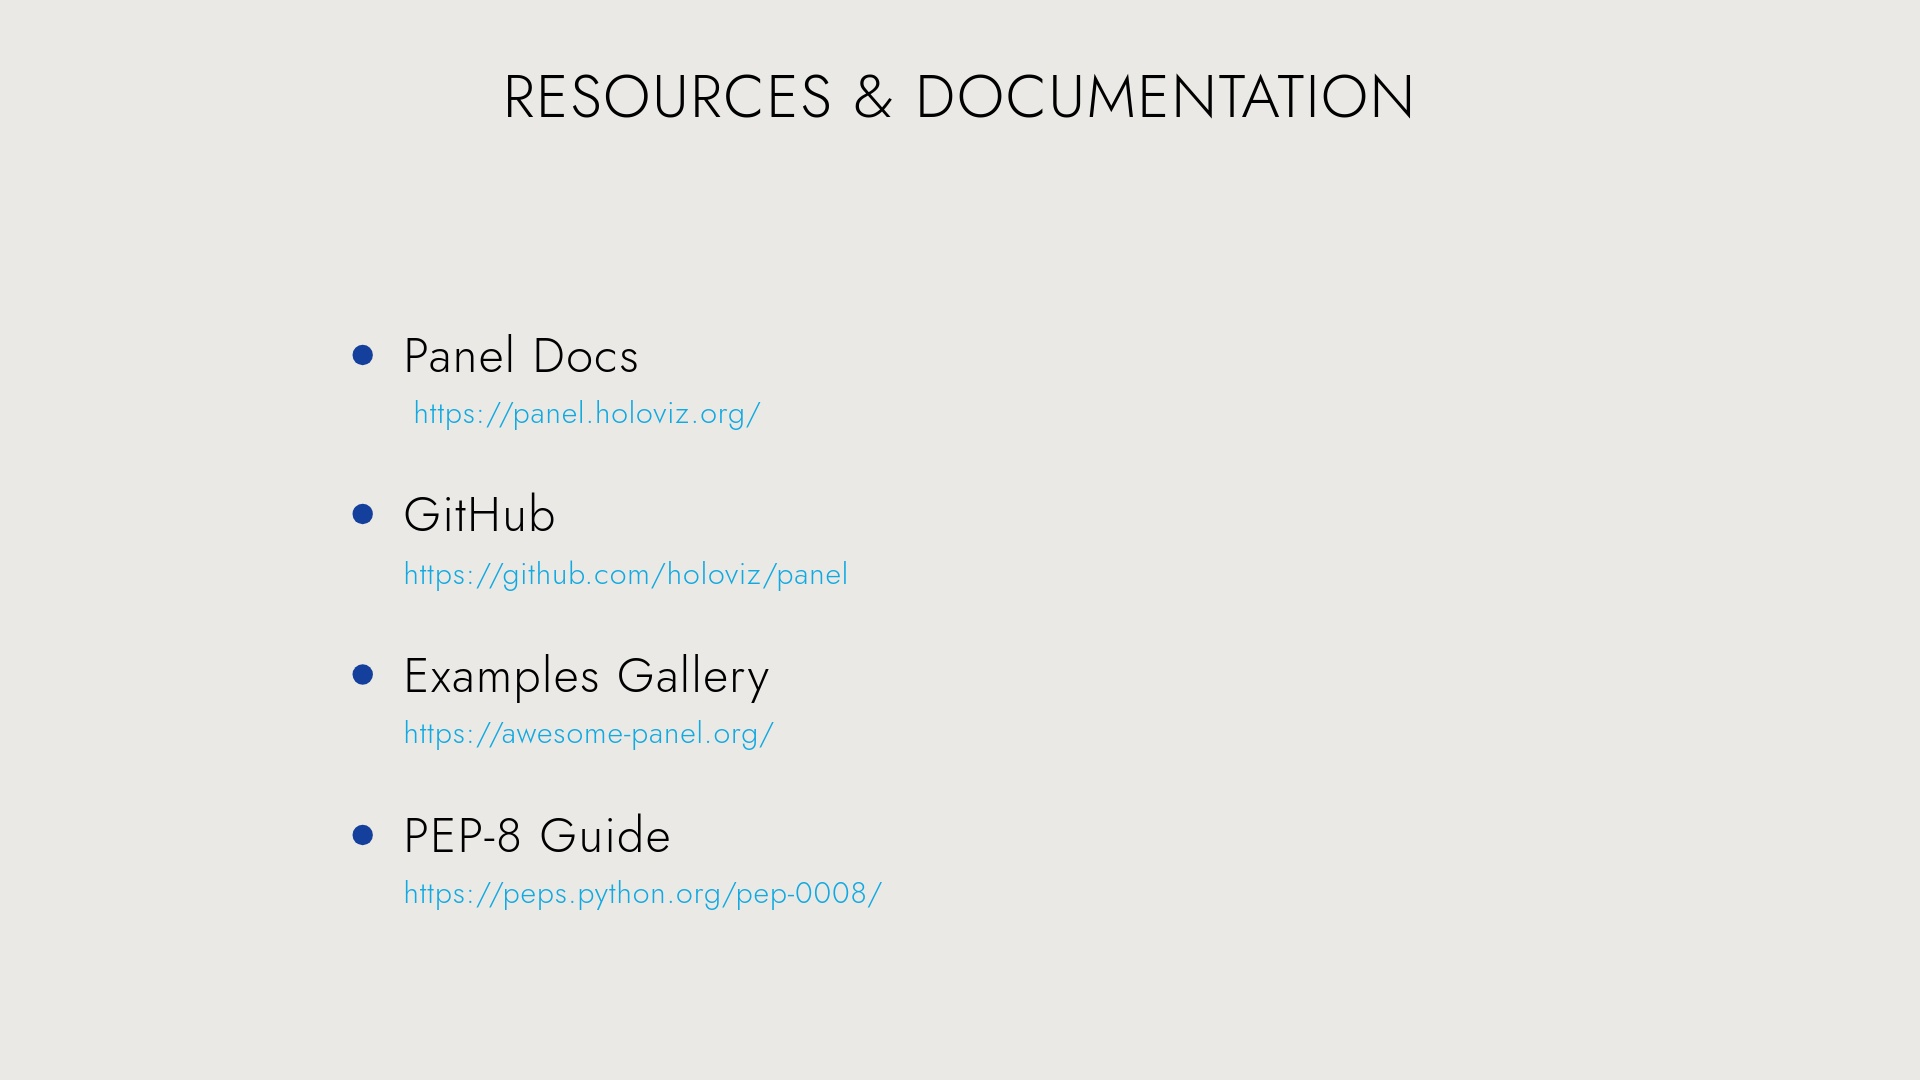 RESOURCES & DOCUMENTATION
Panel Docs
https://panel.holoviz.org/
GitHub
https://github.com/holoviz/panel
Examples Gallery
https://awesome-panel.org/
PEP-8 Guide
https://peps.python.org/pep-0008/